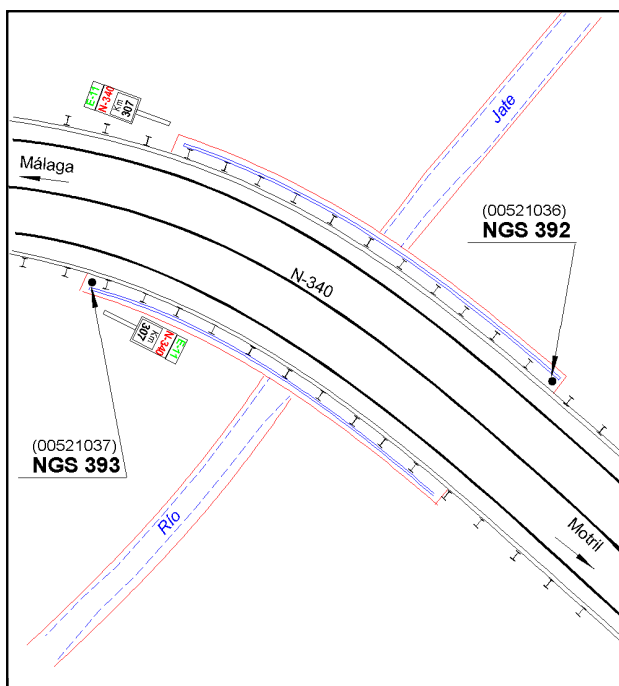 E-11
N-340
Km
307
Jate
Málaga
(00521036)
NGS 392
N-340
Km
307
N-340
E-11
(00521037)
NGS 393
Río
Motril